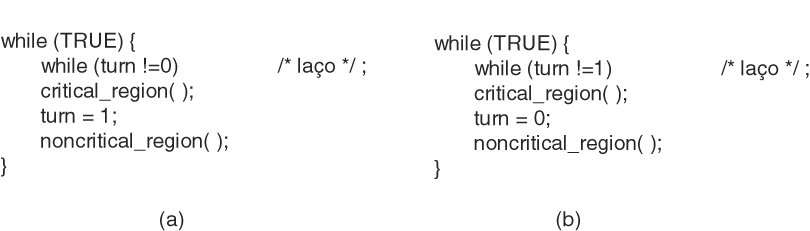 while (TRUE) {
while (turn !=0) /* laço */ ;
critical_region( );
turn = 1;
noncritical_region( );
}
(a)
while (TRUE) {
while (turn !=1) /* laço */ ;
critical_region( );
turn = 0;
noncritical_region( );
}
(b)